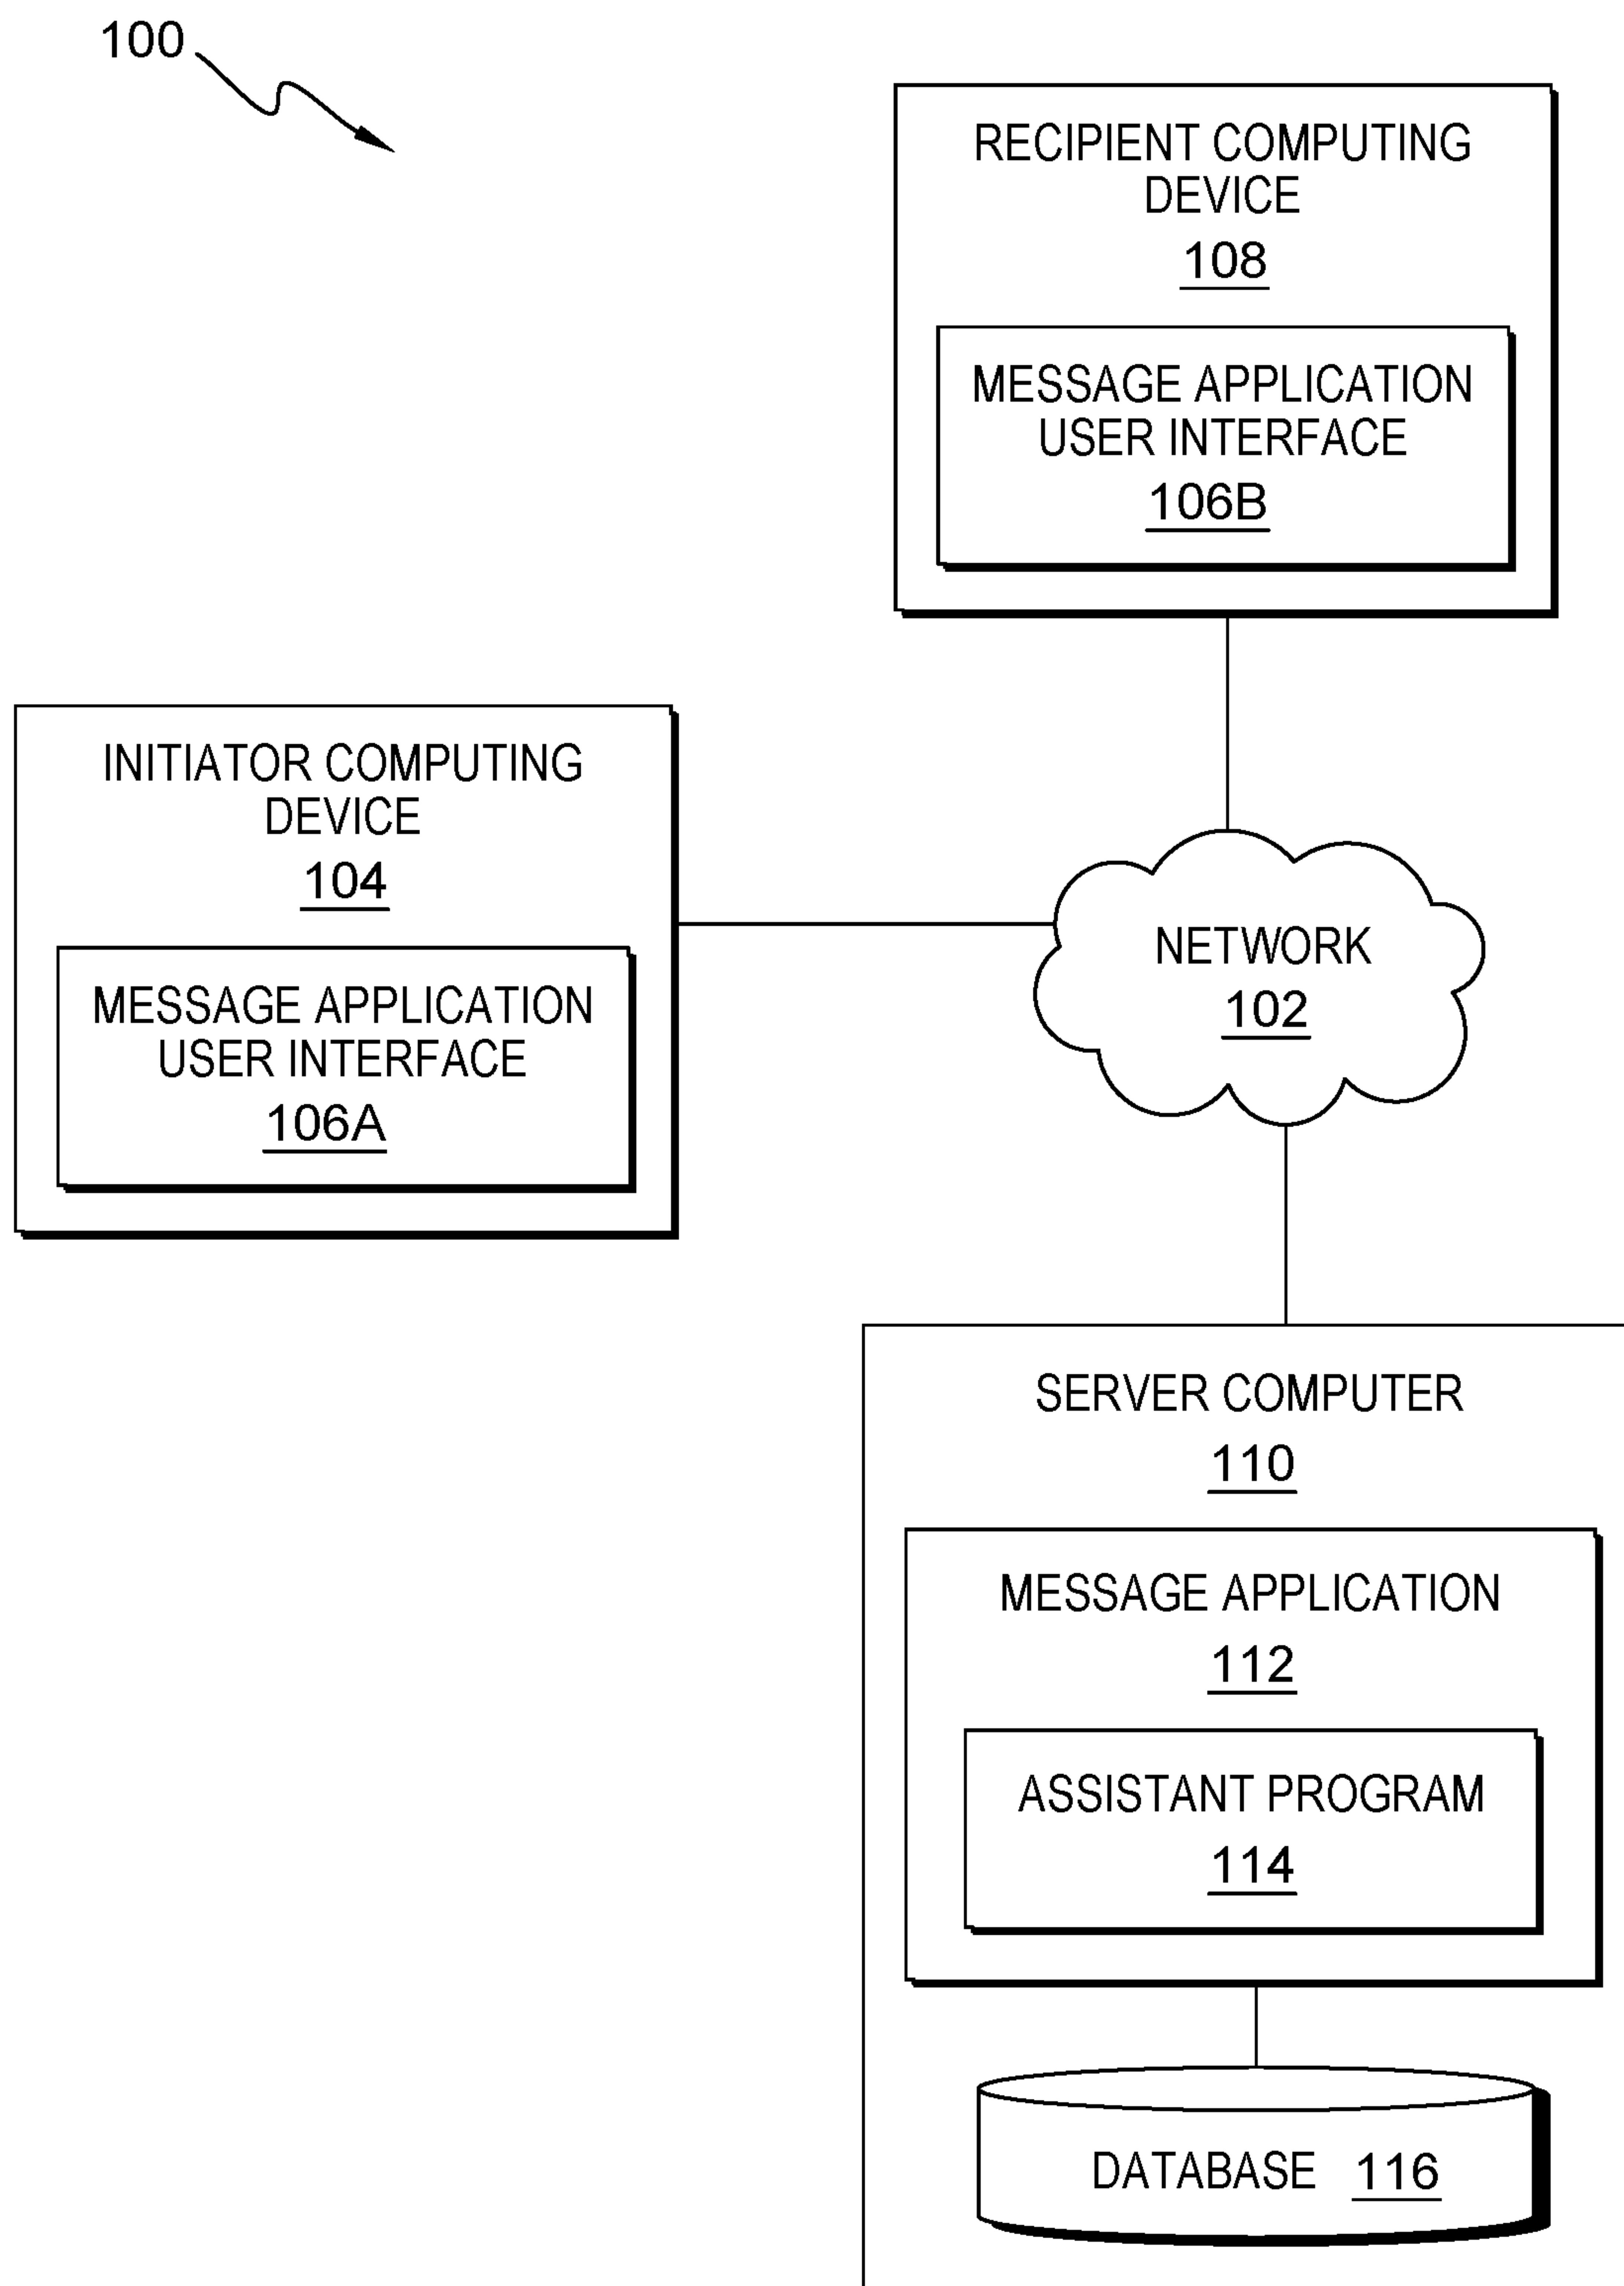 100
RECIPIENT COMPUTING
DEVICE
108
MESSAGE APPLICATION
USER INTERFACE
106B
INITIATOR COMPUTING
DEVICE
104
MESSAGE APPLICATION
USER INTERFACE
106A
NETWORK
102
SERVER COMPUTER
110
MESSAGE APPLICATION
112
ASSISTANT PROGRAM
114
DATABASE 116